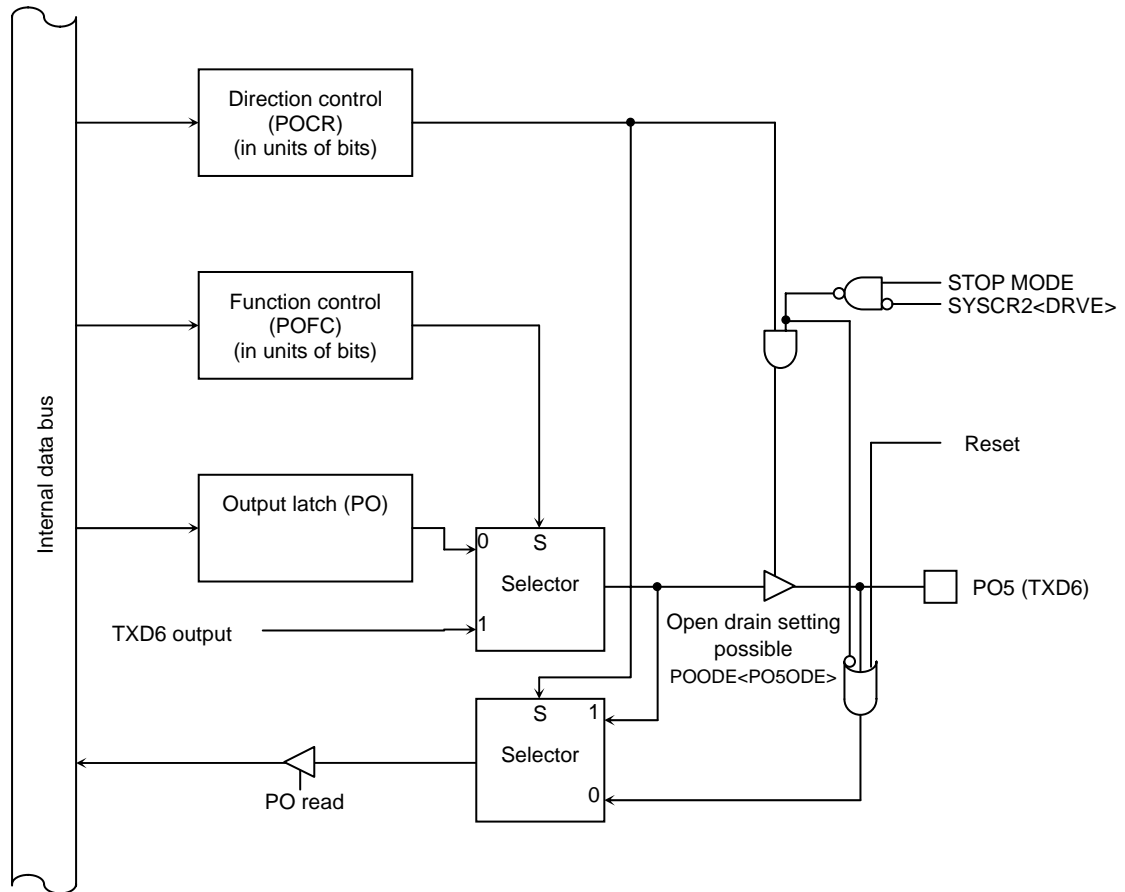 Internal data bus
Direction control
(POCR)
(in units of bits)
Function control
(POFC)
(in units of bits)
STOP MODE
SYSCR2<DRVE>
Reset
Output latch (PO)
0
S
Selector
1
TXD6 output
PO5 (TXD6)
Open drain setting
possible
POODE<PO5ODE>
S
1
Selector
0
PO read